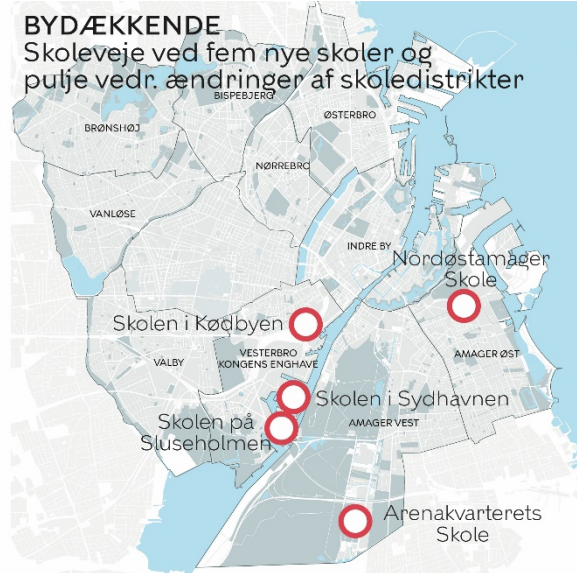 BYDÆKKENDE
Skoleveje ved fem nye skoler og
pulje vedr. ændringer af skoledistrikter
BISPEBJERG
ØSTERBRO
BRØNSHØJ
NØRREBRO
VANLØSE
INDRE BY
Nordøstamager
Skole
Skolen i Kødbyen
VESTERBRO
KONGENS ENGHAVE
VALBY
AMAGER ØST
Skolen i Sydhavnen
Skolen på
Sluseholmen
AMAGER VEST
Arenakvarterets
Skole